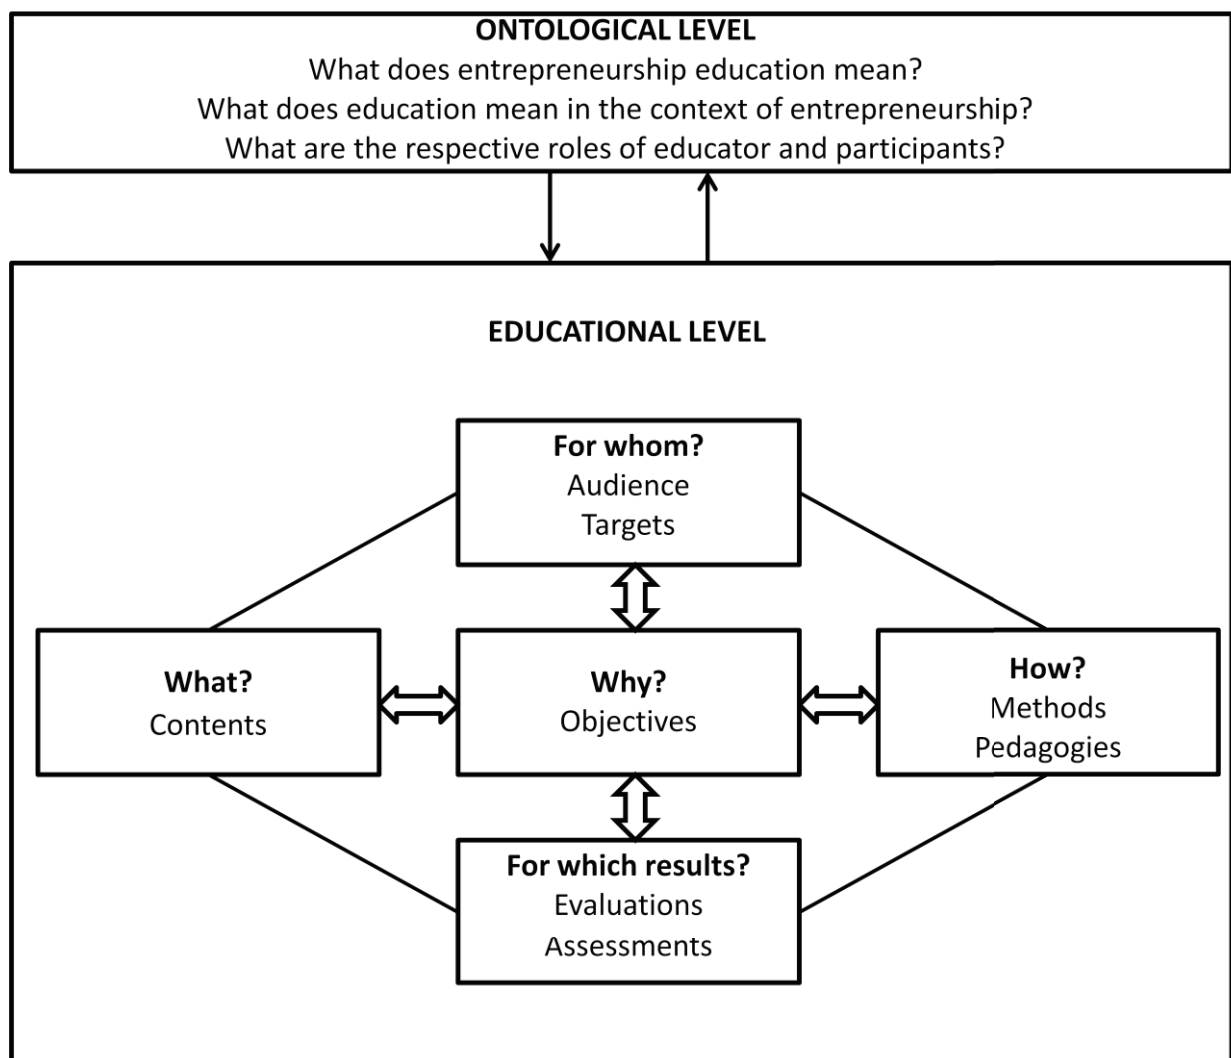 ONTOLOGICAL LEVEL
What does entrepreneurship education mean?
What does education mean in the context of entrepreneurship?
What are the respective roles of educator and participants?
EDUCATIONAL LEVEL
For whom?
Audience
Targets
What?
Contents
Why?
Objectives
How?
Methods
Pedagogies
For which results?
Evaluations
Assessments